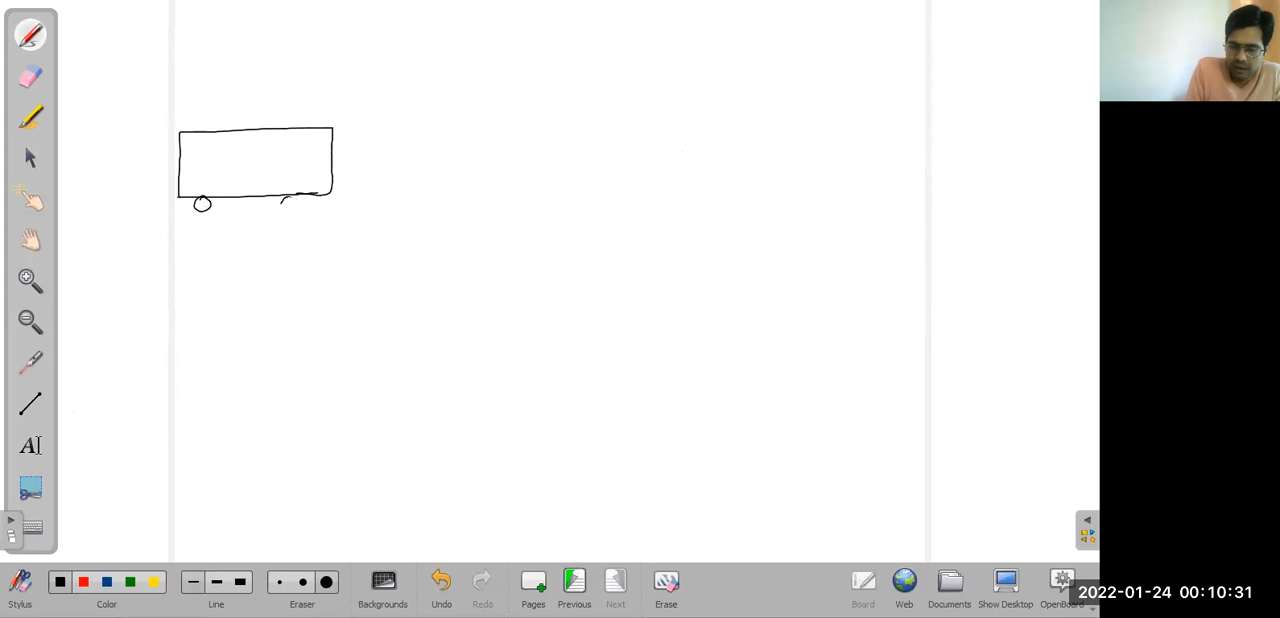 A
Stylus
Color
Line
Eraser
Backgrounds
Undo
Redo
Pages
Previous
Next
Erase
Board
Web
Documents
Show Desktop
OpenBoard
2022-01-24 00:10:31